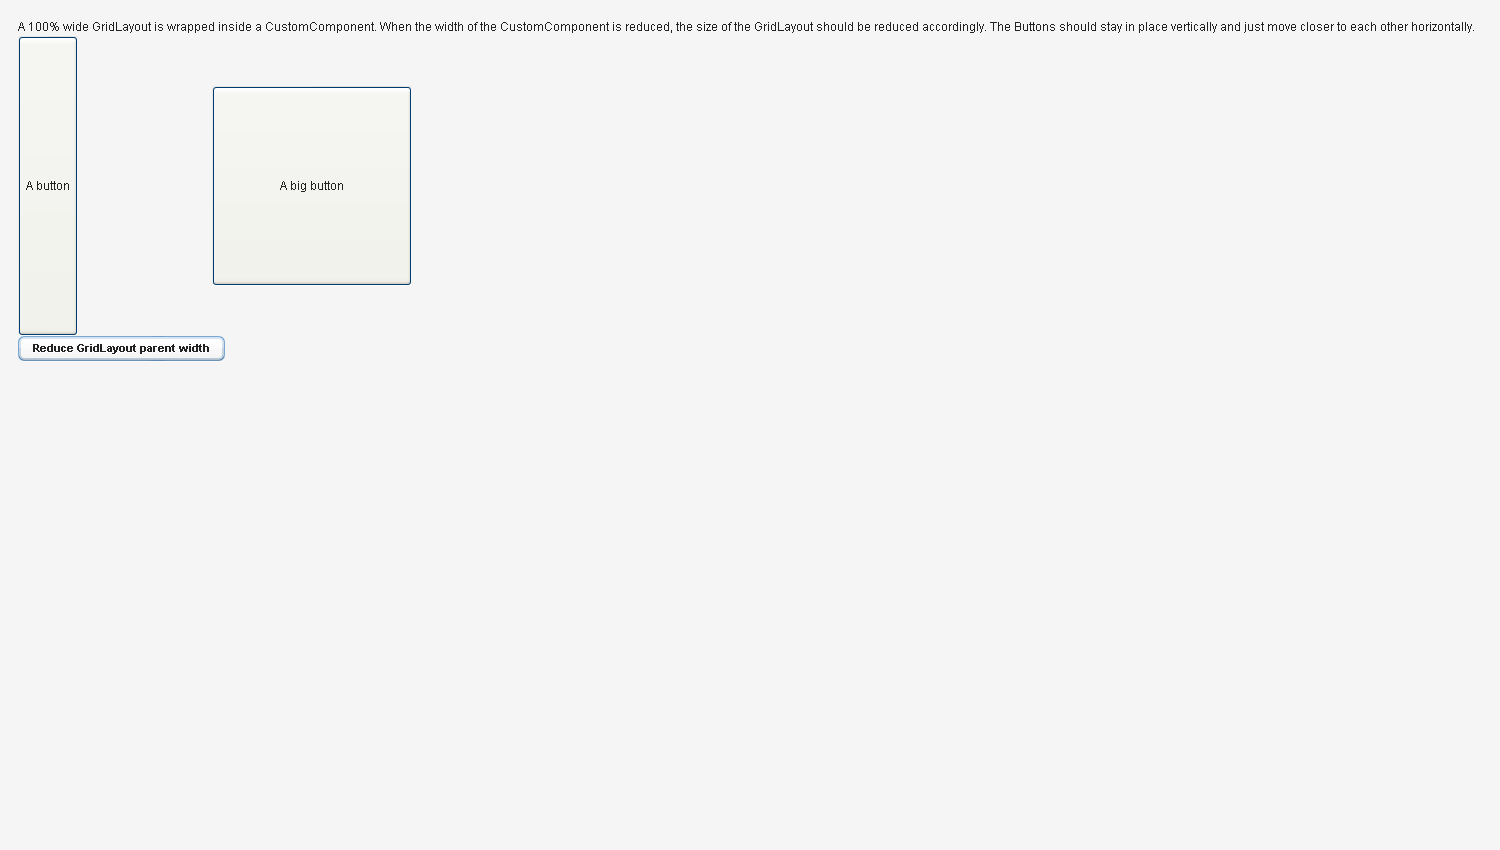 A 100% wide GridLayout is wrapped inside a CustomComponent. When the width of the CustomComponent is reduced, the size of the GridLayout should be reduced accordingly. The Buttons should stay in place vertically and just move closer to each other horizontally.
A button
A big button
Reduce GridLayout parent width